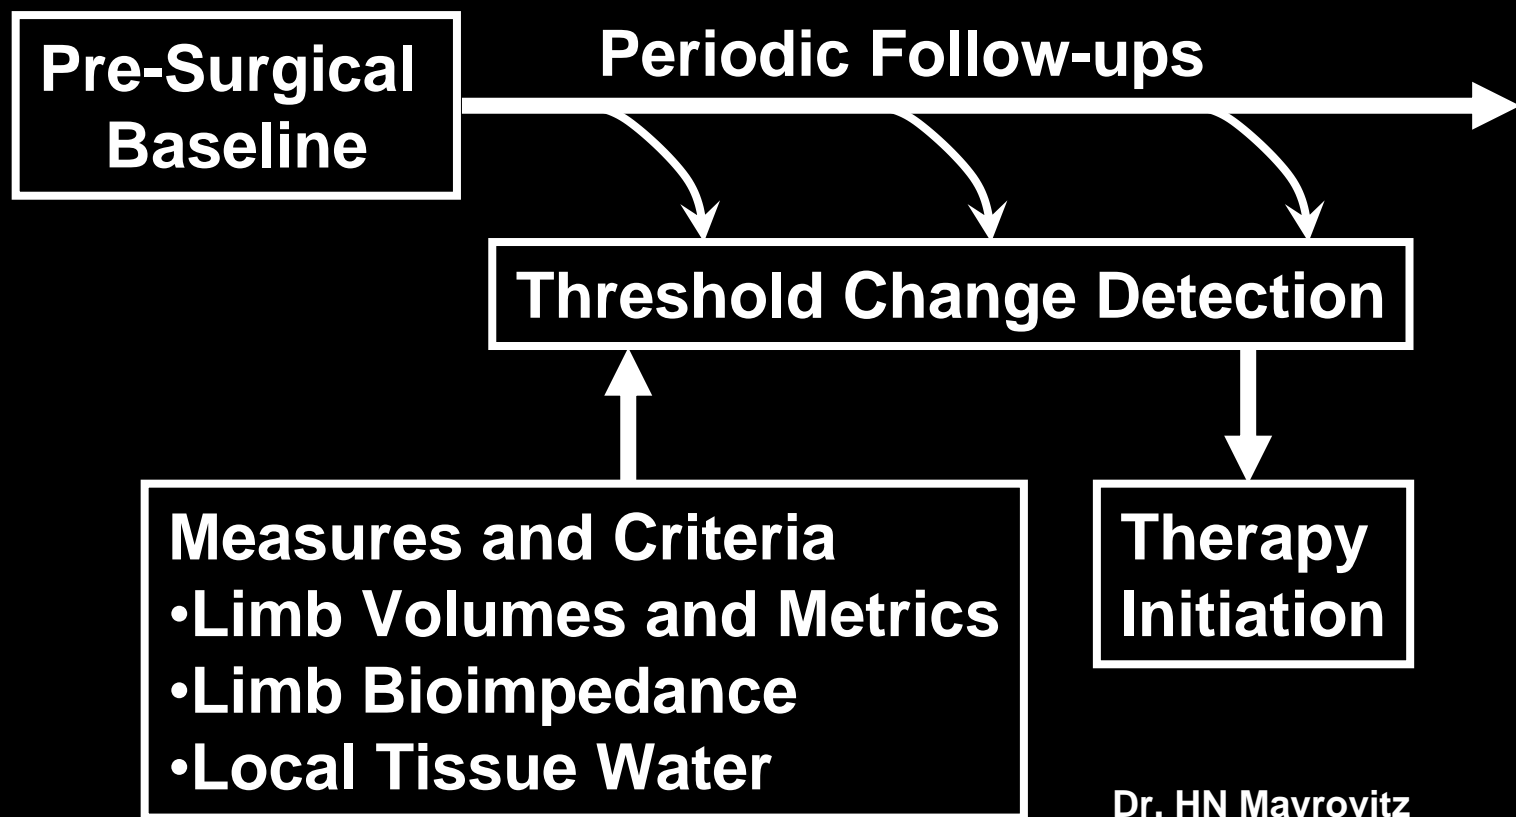 Pre-Surgical
Baseline
Periodic Follow-ups
Threshold Change Detection
Measures and Criteria
•Limb Volumes and Metrics
•Limb Bioimpedance
•Local Tissue Water
Therapy
Initiation
Dr. HN Mayrovitz